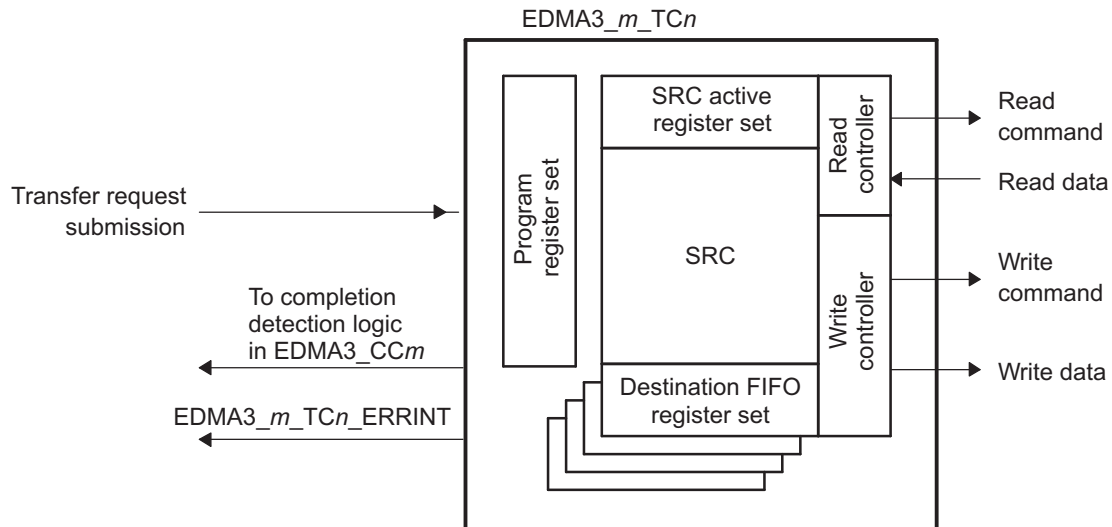 EDMA3_m_TCn
SRC active
register set
Read
controller
Read
command
Read data
Program
register set
Transfer request
submission
SRC
Write
controller
Write
command
Write data
To completion
detection logic
in EDMA3_CCm
Destination FIFO
register set
EDMA3_m_TCn_ERRINT